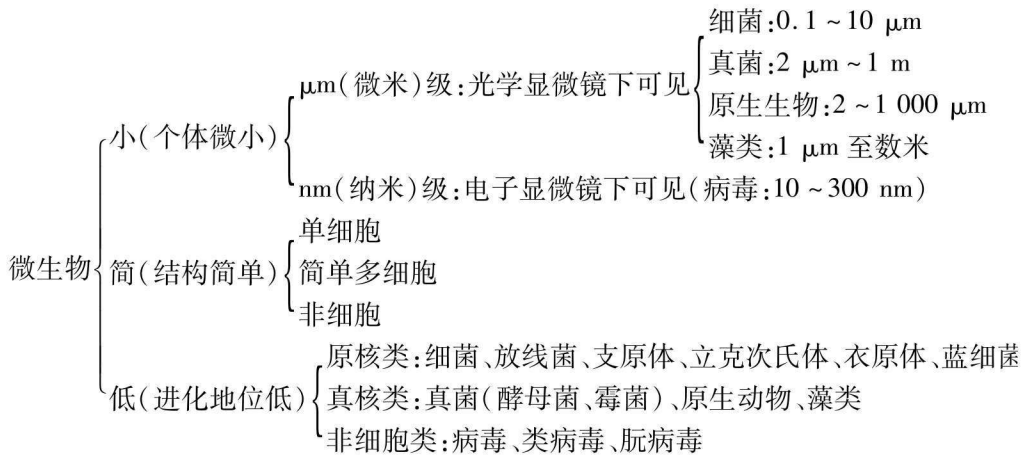 细菌:0.1~10 μm
真菌:2 μm~1 m
μm(微米)级:光学显微镜下可见
原生生物:2~1 000 μm
小(个体微小)
藻类:1 μm 至数米
nm(纳米)级:电子显微镜下可见(病毒:10~300 nm)
单细胞
微生物
简(结构简单)
简单多细胞
非细胞
原核类:细菌、放线菌、支原体、立克次氏体、衣原体、蓝细菌
低(进化地位低)
真核类:真菌(酵母菌、霉菌)、原生动物、藻类
非细胞类:病毒、类病毒、朊病毒